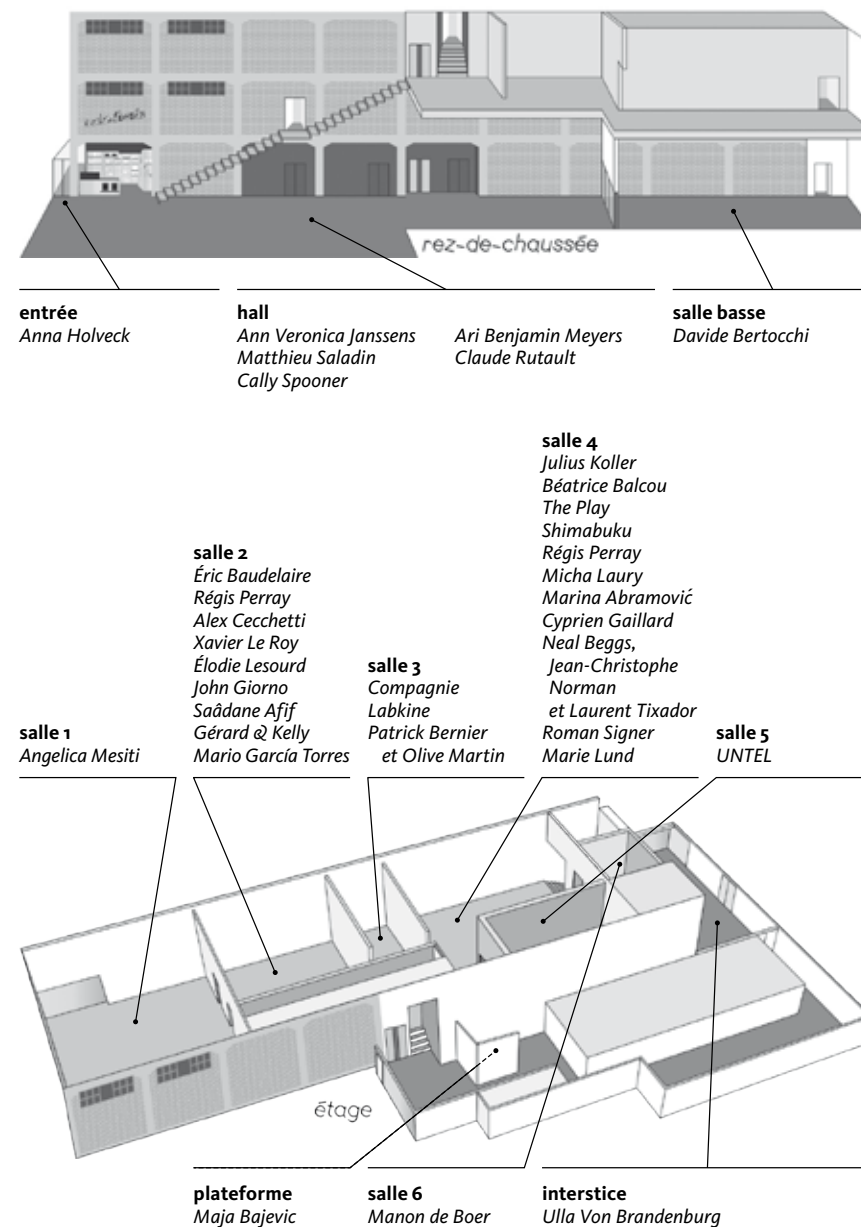 rez-de-chaussée
entrée
Anna Holveck
hall
Ann Veronica Janssens
Matthieu Saladin
Cally Spooner
Ari Benjamin Meyers
Claude Rutault
salle basse
Davide Bertocchi
salle 1
Angelica Mesiti
salle 2
Éric Baudelaire
Régis Perray
Alex Cecchetti
Xavier Le Roy
Élodie Lesourd
John Giorno
Saâdane Afif
Gérard & Kelly
Mario García Torres
salle 3
Compagnie
Labkine
Patrick Bernier
et Olive Martin
salle 4
Julius Koller
Béatrice Balcou
The Play
Shimabuku
Régis Perray
Micha Laury
Marina Abramović
Cyprien Gaillard
Neal Beggs,
Jean-Christophe
Norman
et Laurent Tixador
Roman Signer
Marie Lund
salle 5
UNTEL
étage
plateforme
Maja Bajevic
salle 6
Manon de Boer
interstice
Ulla Von Brandenburg